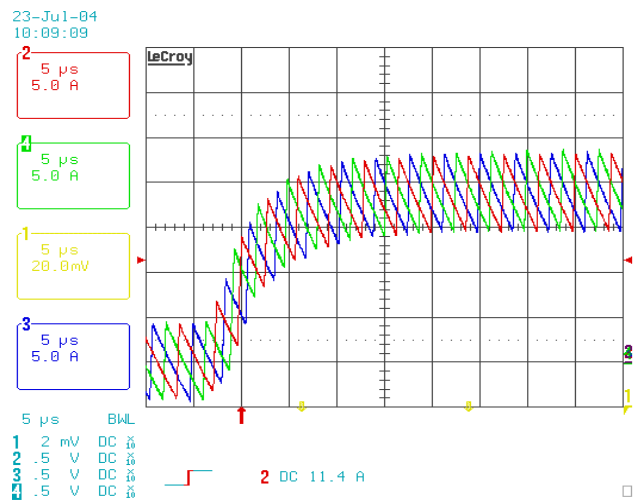 23-Jul-04
10:09:09
LeCroy
2
5 µs
5.0 A
4
5 µs
5.0 A
1
5 µs
20.0mV
3
5 µs
5.0 A
3
1
5 µs BWL
1 2 mV DC X10
2 .5 V DC X10
3 .5 V DC X10
4 .5 V DC X10
2 DC 11.4 A